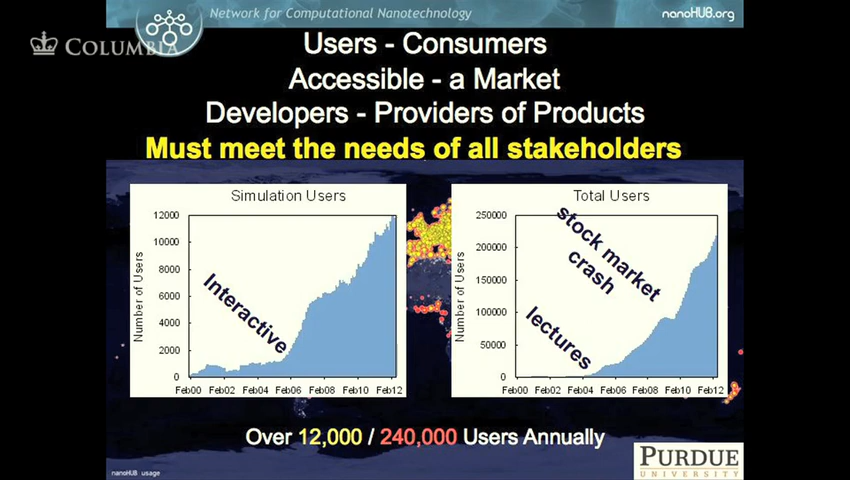 Network for Computational Nanotechnology
nanoHUB.org
COLUMBIA
Users - Consumers
Accessible - a Market
Developers - Providers of Products
Must meet the needs of all stakeholders
Simulation Users
Number of Users
12000
10000
8000
6000
4000
2000
0
Interactive
Feb00 Feb02 Feb04 Feb06 Feb08 Feb10 Feb12
Total Users
Number of Users
250000
200000
150000
100000
50000
0
stock market
crash
lectures
Feb00 Feb02 Feb04 Feb06 Feb08 Feb10 Feb12
Over 12,000 / 240,000 Users Annually
nanoHUB usage
PURDUE
UNIVERSITY